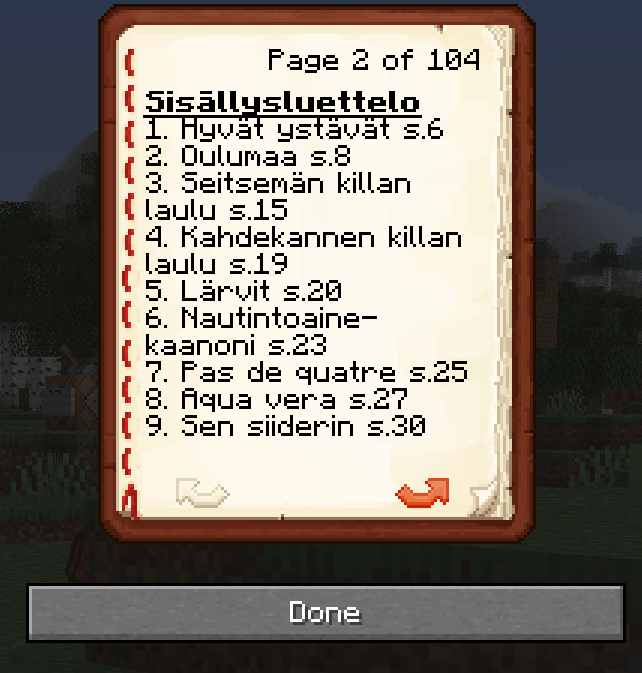 Page 2 of 104
Sisällysluettelo
1. Hyvät ystävät s.6
2. Oulumaa s.8
3. Seitsemän killan
laulu s.15
4. Kahdekannen killan
laulu s.19
5. Lärvit s.20
6. Nautintoaine-
kaanoni s.23
7. Pas de quatre s.25
8. Aqua vera s.27
9. Sen siiderin s.30
Done